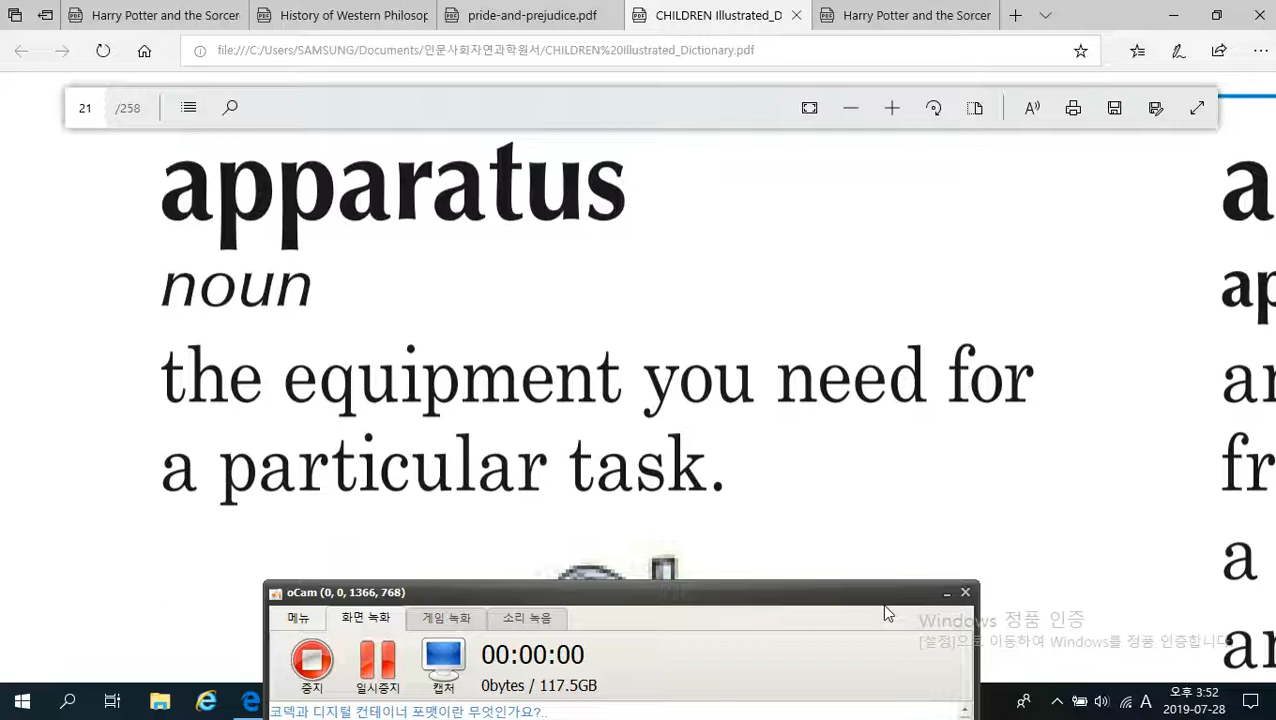 Harry Potter and the Sorcer
History of Western Philosop
pride-and-prejudice.pdf
CHILDREN Illustrated_D
Harry Potter and the Sorcer
file:///C:/Users/SAMSUNG/Documents/인문사회자연과학원서/CHILDREN%20Illustrated_Dictionary.pdf
21 /258
apparatus
noun
the equipment you need for
a particular task.
a
ap
an
fr
a
an
oCam (0, 0, 1366, 768)
메뉴 화면 녹화 게임 녹화 소리 녹음
00:00:00
0bytes / 117.5GB
중지 일시중지 캡처
코덱과 디지털 컨테이너 포맷이란 무엇인가요?..
Windows 정품 인증
[설정]으로 이동하여 Windows를 정품 인증합니다.
A
오후 3:52
2019-07-28